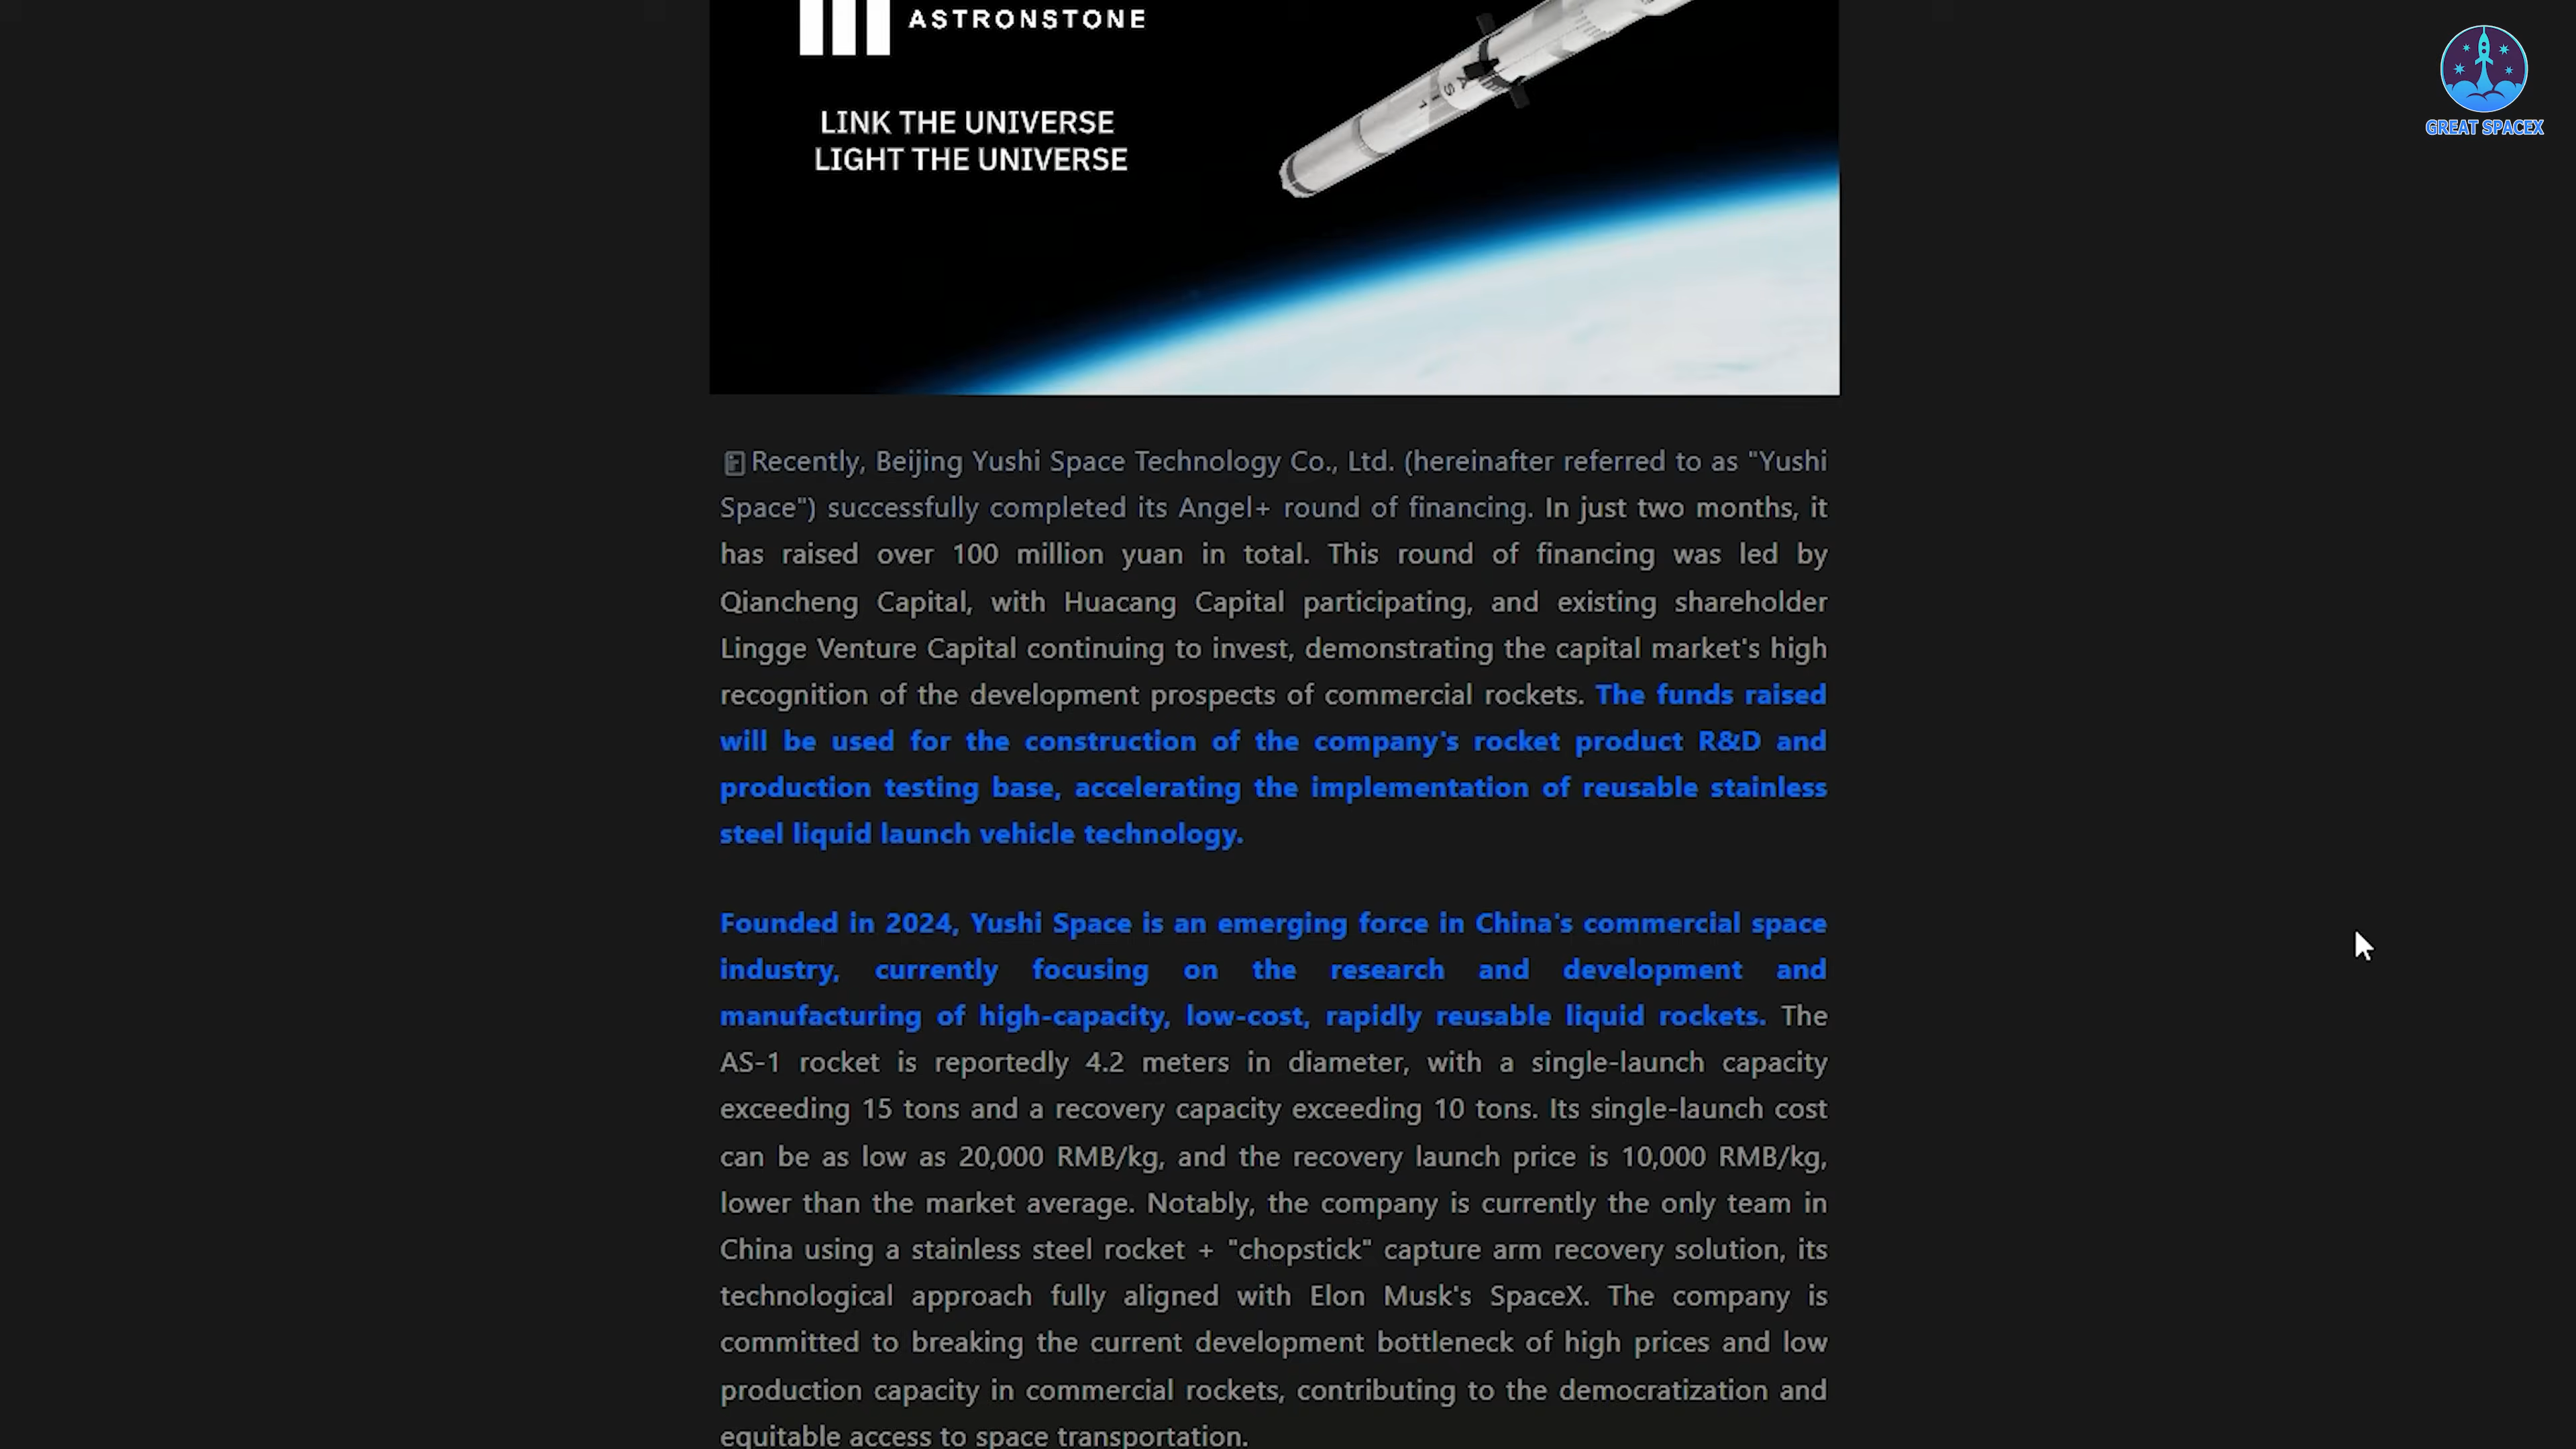 ASTRONSTONE
GREAT SPACEX
LINK THE UNIVERSE
LIGHT THE UNIVERSE
Recently, Beijing Yushi Space Technology Co., Ltd. (hereinafter referred to as "Yushi
Space") successfully completed its Angel+ round of financing. In just two months, it
has raised over 100 million yuan in total. This round of financing was led by
Qiancheng Capital, with Huacang Capital participating, and existing shareholder
Lingge Venture Capital continuing to invest, demonstrating the capital market's high
recognition of the development prospects of commercial rockets. The funds raised
will be used for the construction of the company's rocket product R&D and
production testing base, accelerating the implementation of reusable stainless
steel liquid launch vehicle technology.
Founded in 2024, Yushi Space is an emerging force in China's commercial space
industry, currently focusing on the research and development and
manufacturing of high-capacity, low-cost, rapidly reusable liquid rockets. The
AS-1 rocket is reportedly 4.2 meters in diameter, with a single-launch capacity
exceeding 15 tons and a recovery capacity exceeding 10 tons. Its single-launch cost
can be as low as 20,000 RMB/kg, and the recovery launch price is 10,000 RMB/kg,
lower than the market average. Notably, the company is currently the only team in
China using a stainless steel rocket + "chopstick" capture arm recovery solution, its
technological approach fully aligned with Elon Musk's SpaceX. The company is
committed to breaking the current development bottleneck of high prices and low
production capacity in commercial rockets, contributing to the democratization and
equitable access to space transportation.